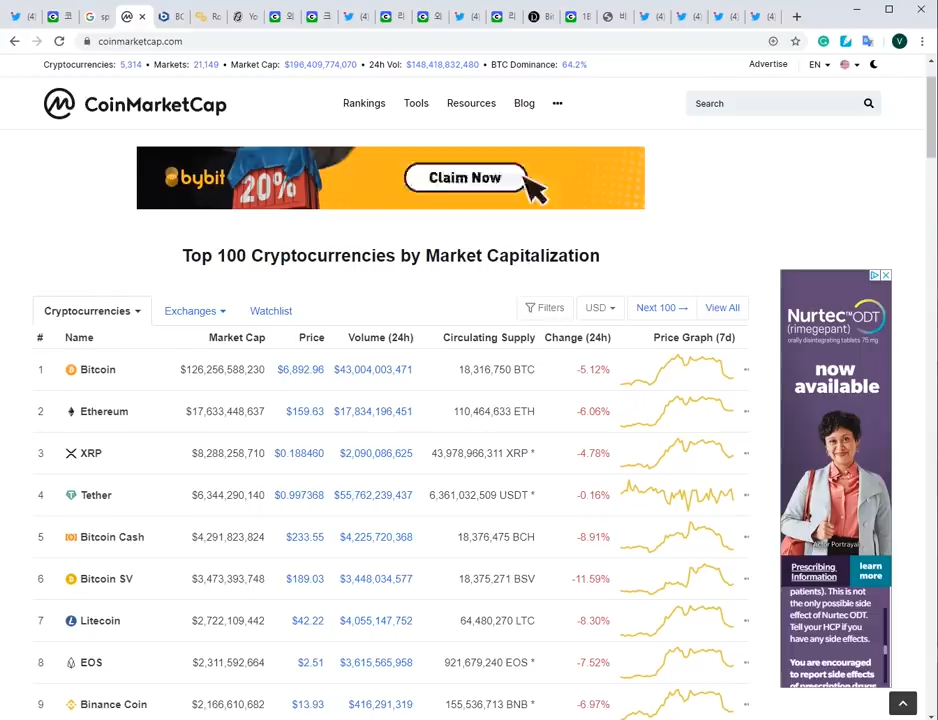 coinmarketcap.com
Cryptocurrencies: 5,314 • Markets: 21,149 • Market Cap: $196,409,774,070 • 24h Vol: $148,418,832,480 • BTC Dominance: 64.2%
Advertise EN
CoinMarketCap
Rankings Tools Resources Blog
Search
bybit
20%
Claim Now
Top 100 Cryptocurrencies by Market Capitalization
Cryptocurrencies Exchanges Watchlist
Filters USD Next 100 → View All
# Name Market Cap Price Volume (24h) Circulating Supply Change (24h) Price Graph (7d)
1 Bitcoin $126,256,588,230 $6,892.96 $43,004,003,471 18,316,750 BTC -5.12%
2 Ethereum $17,633,448,637 $159.63 $17,834,196,451 110,464,633 ETH -6.06%
3 XRP $8,288,258,710 $0.188460 $2,090,086,625 43,978,966,311 XRP * -4.78%
4 Tether $6,344,290,140 $0.997368 $55,762,239,437 6,361,032,509 USDT * -0.16%
5 Bitcoin Cash $4,291,823,824 $233.55 $4,225,720,368 18,376,475 BCH -8.91%
6 Bitcoin SV $3,473,393,748 $189.03 $3,448,034,577 18,375,271 BSV -11.59%
7 Litecoin $2,722,109,442 $42.22 $4,055,147,752 64,480,270 LTC -8.30%
8 EOS $2,311,592,664 $2.51 $3,615,565,958 921,679,240 EOS * -7.52%
9 Binance Coin $2,166,610,682 $13.93 $416,291,319 155,536,713 BNB * -6.97%
Nurtec™ODT
(rimegepant)
orally disintegrating tablets 75 mg
now
available
Actor Portrayal
Prescribing
Information
learn
more
patients). This is not
the only possible side
effect of Nurtec ODT.
Tell your HCP if you
have any side effects.
You are encouraged
to report side effects
of prescription drugs